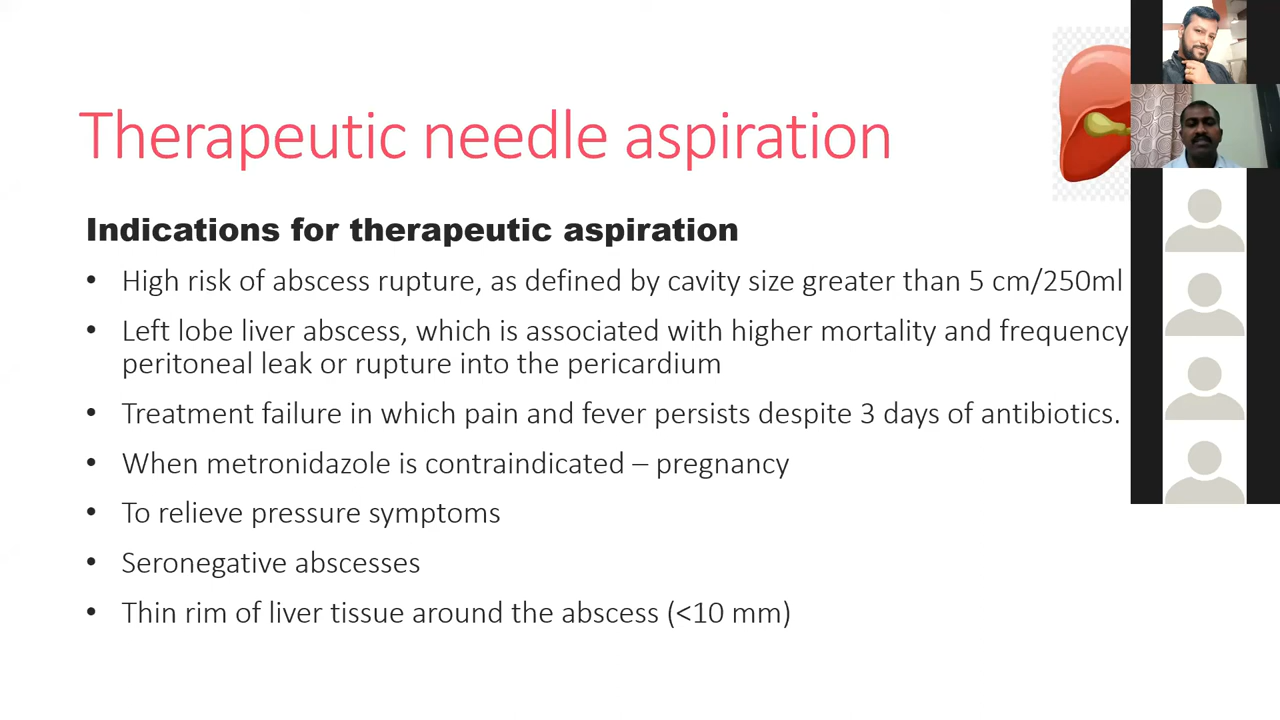 Therapeutic needle aspiration
Indications for therapeutic aspiration
• High risk of abscess rupture, as defined by cavity size greater than 5 cm/250ml
• Left lobe liver abscess, which is associated with higher mortality and frequency
peritoneal leak or rupture into the pericardium
• Treatment failure in which pain and fever persists despite 3 days of antibiotics.
• When metronidazole is contraindicated – pregnancy
• To relieve pressure symptoms
• Seronegative abscesses
• Thin rim of liver tissue around the abscess (<10 mm)